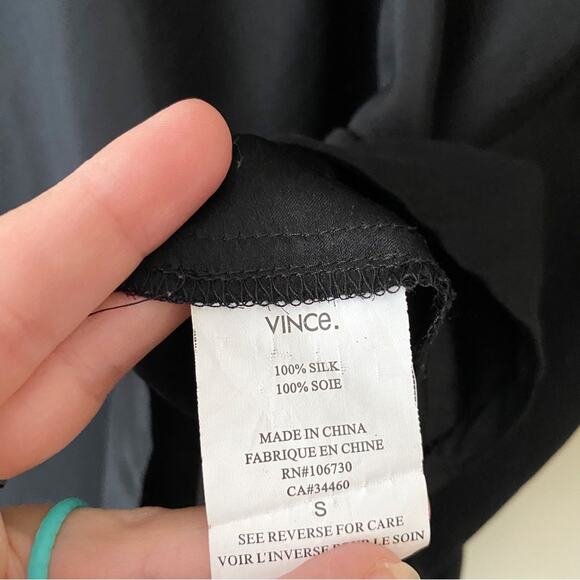 VINCe.
100% SILK
100% SOIE
MADE IN CHINA
FABRIQUE EN CHINE
RN#106730
CA#34460
S
SEE REVERSE FOR CARE
VOIR L'INVERSE LE SOIN